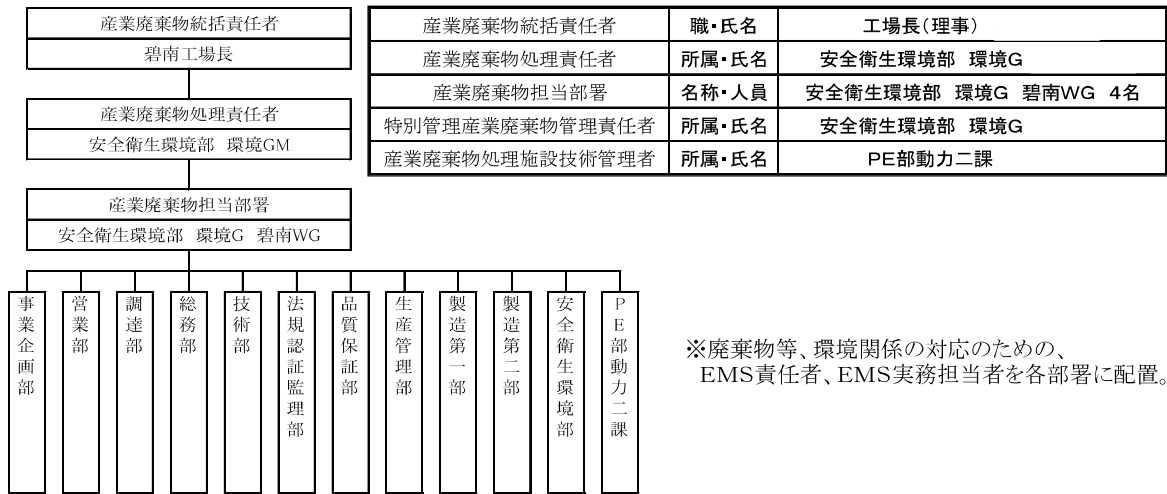 産業廃棄物統括責任者
碧南工場長
産業廃棄物処理責任者
安全衛生環境部 環境GM
産業廃棄物担当部署
安全衛生環境部 環境G 碧南WG
事業企画部
営業部
調達部
総務部
技術部
法規認証監理部
品質保証部
生産管理部
製造第一部
製造第二部
安全衛生環境部
PE部動力二課
産業廃棄物統括責任者 職・氏名 工場長(理事)
産業廃棄物処理責任者 所属・氏名 安全衛生環境部 環境G
産業廃棄物担当部署 名称・人員 安全衛生環境部 環境G 碧南WG 4名
特別管理産業廃棄物管理責任者 所属・氏名 安全衛生環境部 環境G
産業廃棄物処理施設技術管理者 所属・氏名 PE部動力二課
※廃棄物等、環境関係の対応のための、
EMS責任者、EMS実務担当者を各部署に配置。